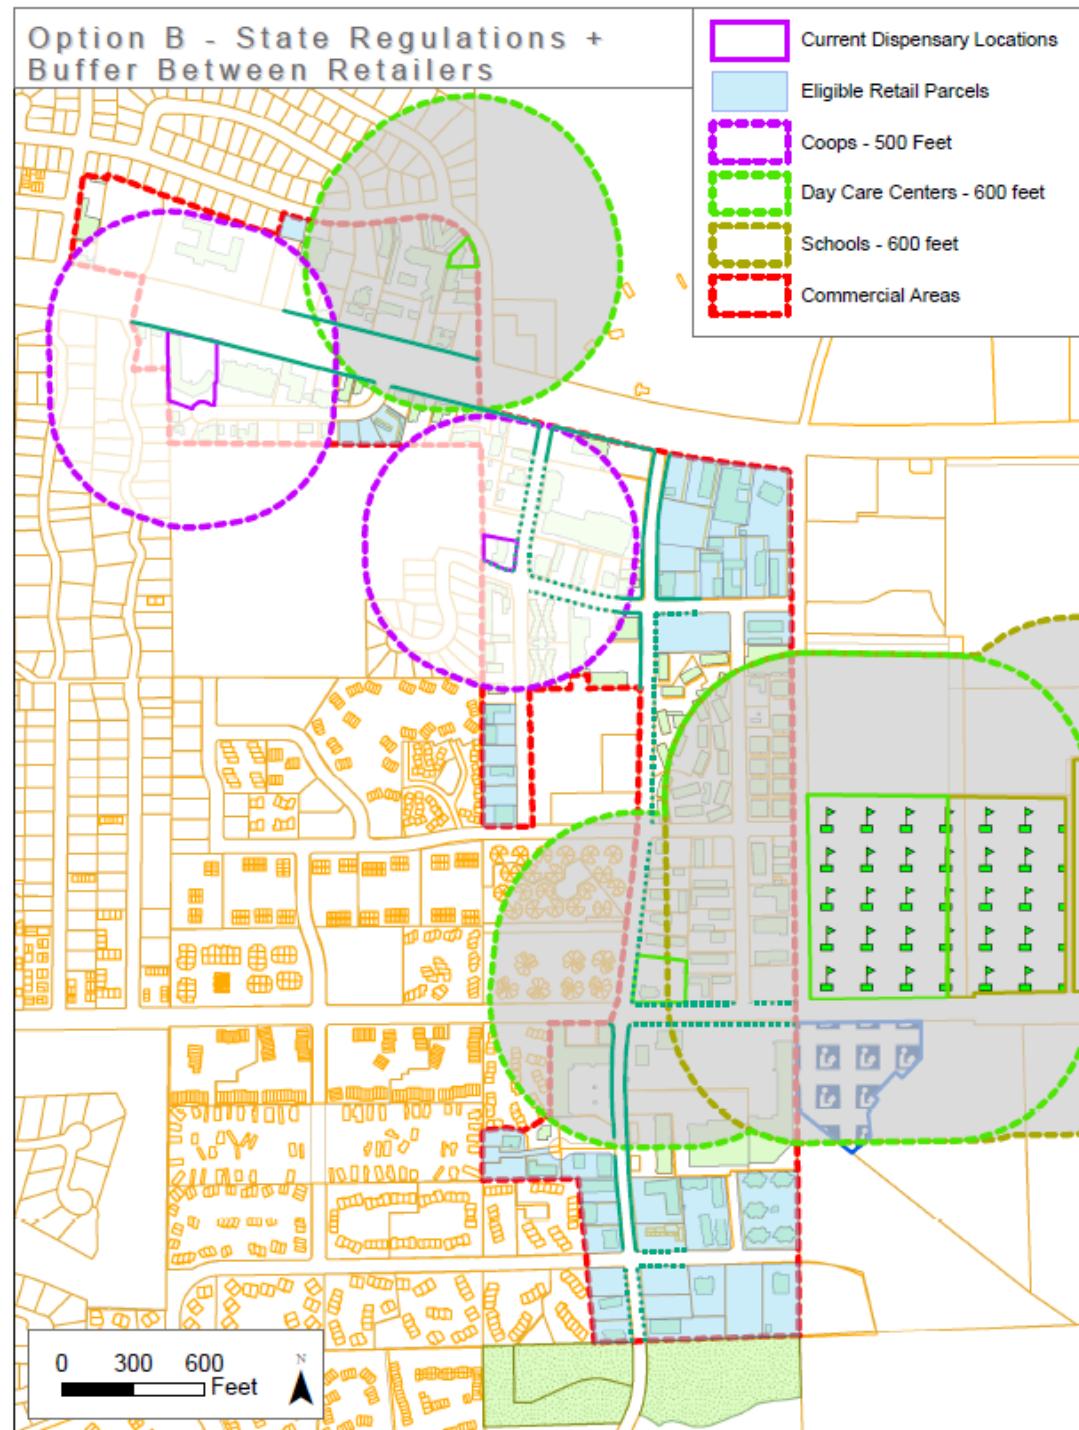 Option B - State Regulations +
Buffer Between Retailers
Current Dispensary Locations
Eligible Retail Parcels
Coops - 500 Feet
Day Care Centers - 600 feet
Schools - 600 feet
Commercial Areas
0 300 600
Feet
N